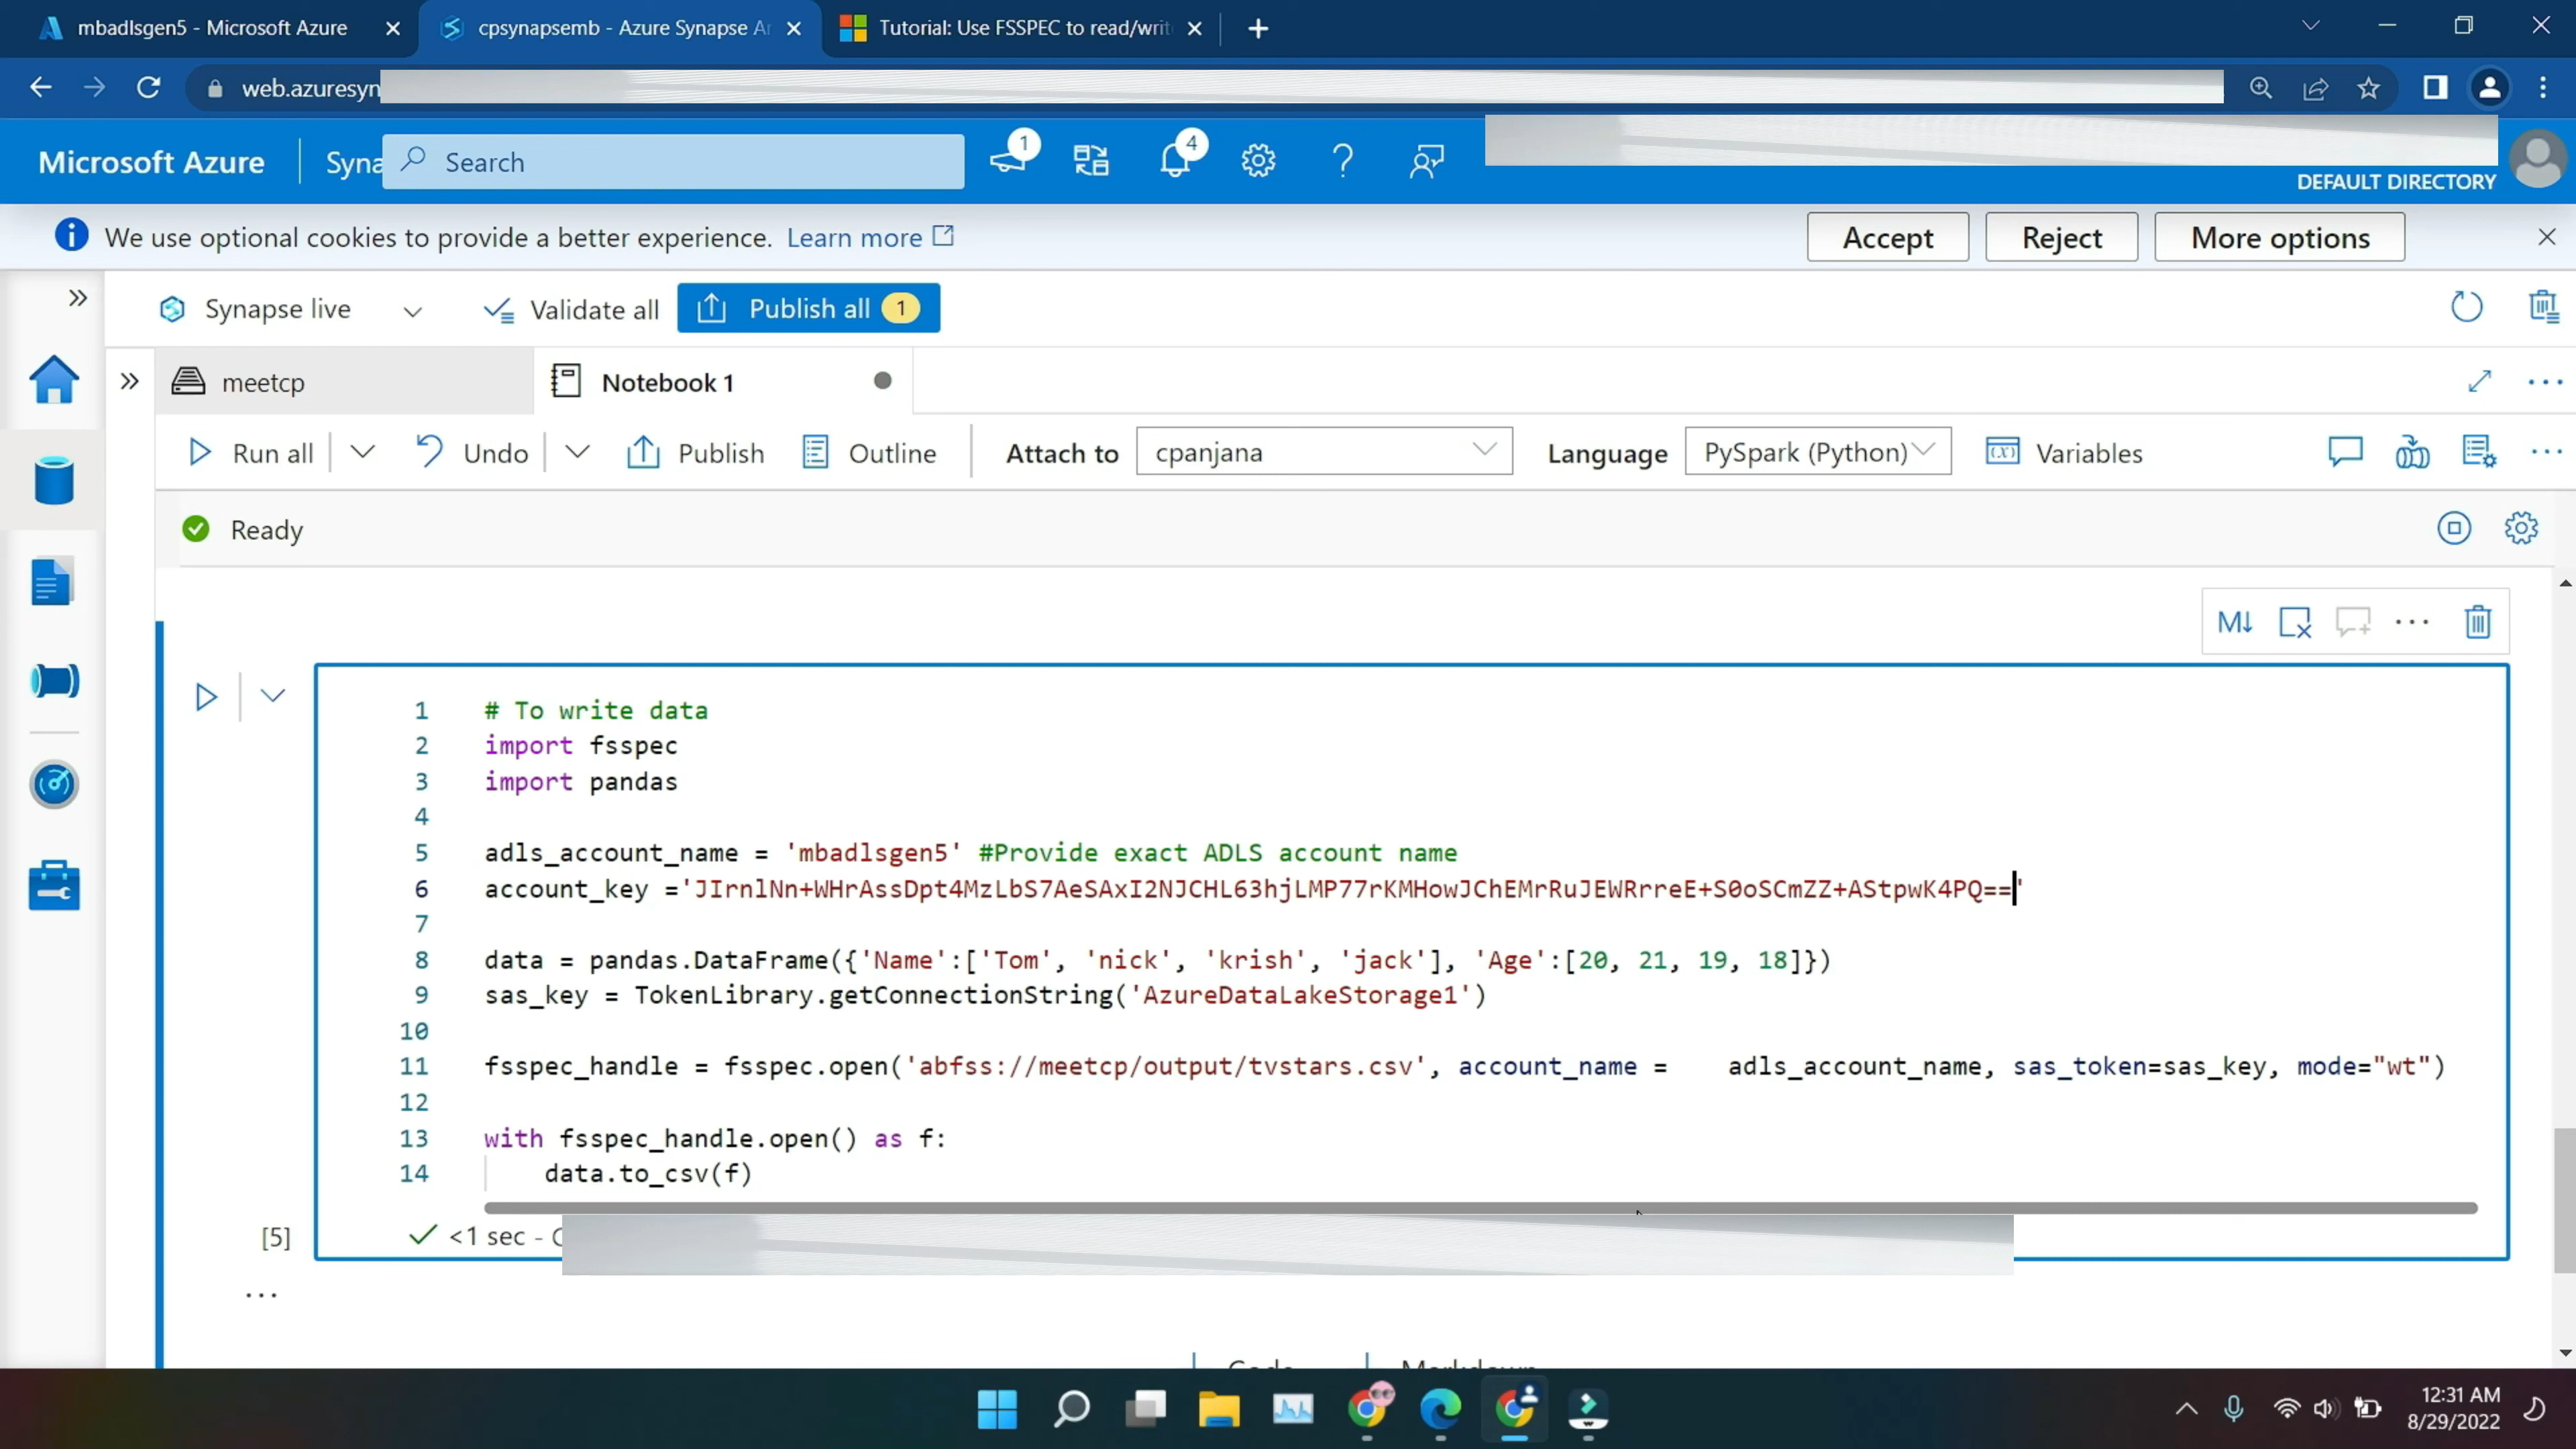 mbadlsgen5 - Microsoft Azure
cpsynapsemb - Azure Synapse Ar
Tutorial: Use FSSPEC to read/writ
web.azuresyn
Microsoft Azure
Syna
Search
1
4
DEFAULT DIRECTORY
We use optional cookies to provide a better experience. Learn more
Accept
Reject
More options
Synapse live
Validate all
Publish all 1
meetcp
Notebook 1
Run all
Undo
Publish
Outline
Attach to
cpanjana
Language
PySpark (Python)
Variables
Ready
M↓
1 # To write data
2 import fsspec
3 import pandas
4
5 adls_account_name = 'mbadlsgen5' #Provide exact ADLS account name
6 account_key ='JIrnlNn+WHrAssDpt4MzLbS7AeSAxI2NJCHL63hjLMP77rKMHowJChEMrRuJEWRrreE+S0oSCmZZ+AStpwK4PQ=='
7
8 data = pandas.DataFrame({'Name':['Tom', 'nick', 'krish', 'jack'], 'Age':[20, 21, 19, 18]})
9 sas_key = TokenLibrary.getConnectionString('AzureDataLakeStorage1')
10
11 fsspec_handle = fsspec.open('abfss://meetcp/output/tvstars.csv', account_name =    adls_account_name, sas_token=sas_key, mode="wt")
12
13 with fsspec_handle.open() as f:
14     data.to_csv(f)
[5]
<1 sec -
Code
Markdown
12:31 AM
8/29/2022